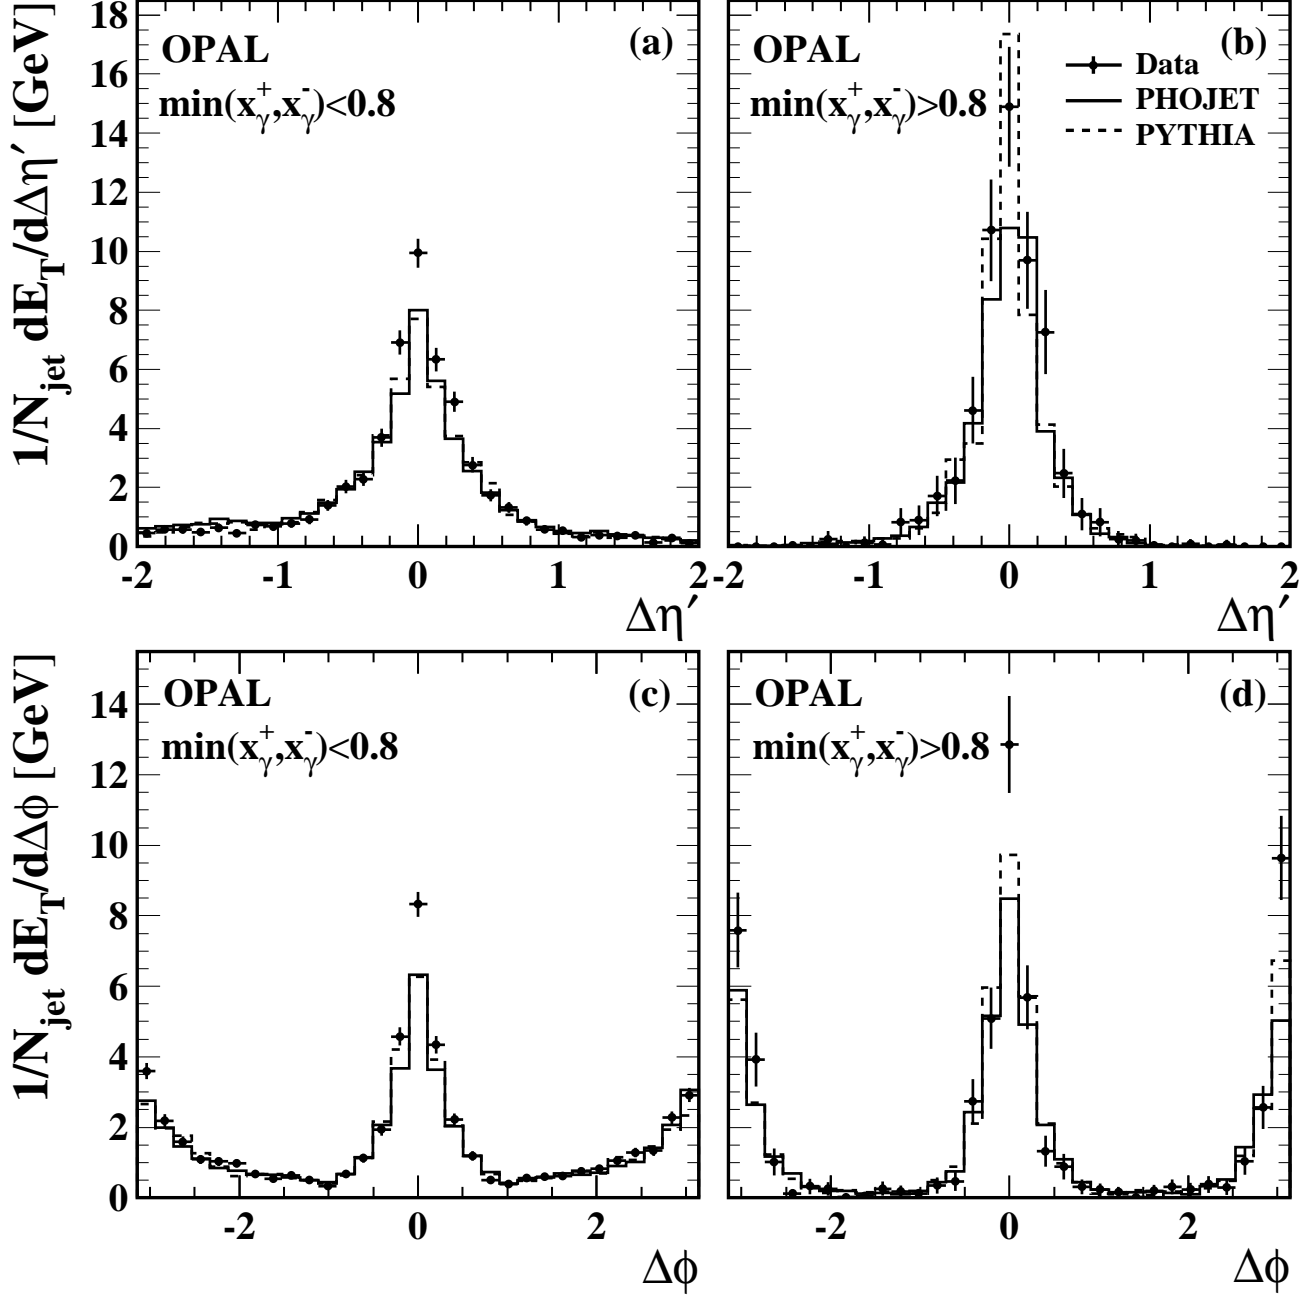 1/N_jet dE_T/dΔη′ [GeV]
OPAL
(a)
min(x_γ^+,x_γ^-)<0.8
18
16
14
12
10
8
6
4
2
0
-2 -1 0 1 2
Δη′
OPAL
(b)
min(x_γ^+,x_γ^-)>0.8
Data
PHOJET
PYTHIA
-2 -1 0 1 2
Δη′
1/N_jet dE_T/dΔϕ [GeV]
OPAL
(c)
min(x_γ^+,x_γ^-)<0.8
14
12
10
8
6
4
2
0
-2 0 2
Δϕ
OPAL
(d)
min(x_γ^+,x_γ^-)>0.8
-2 0 2
Δϕ